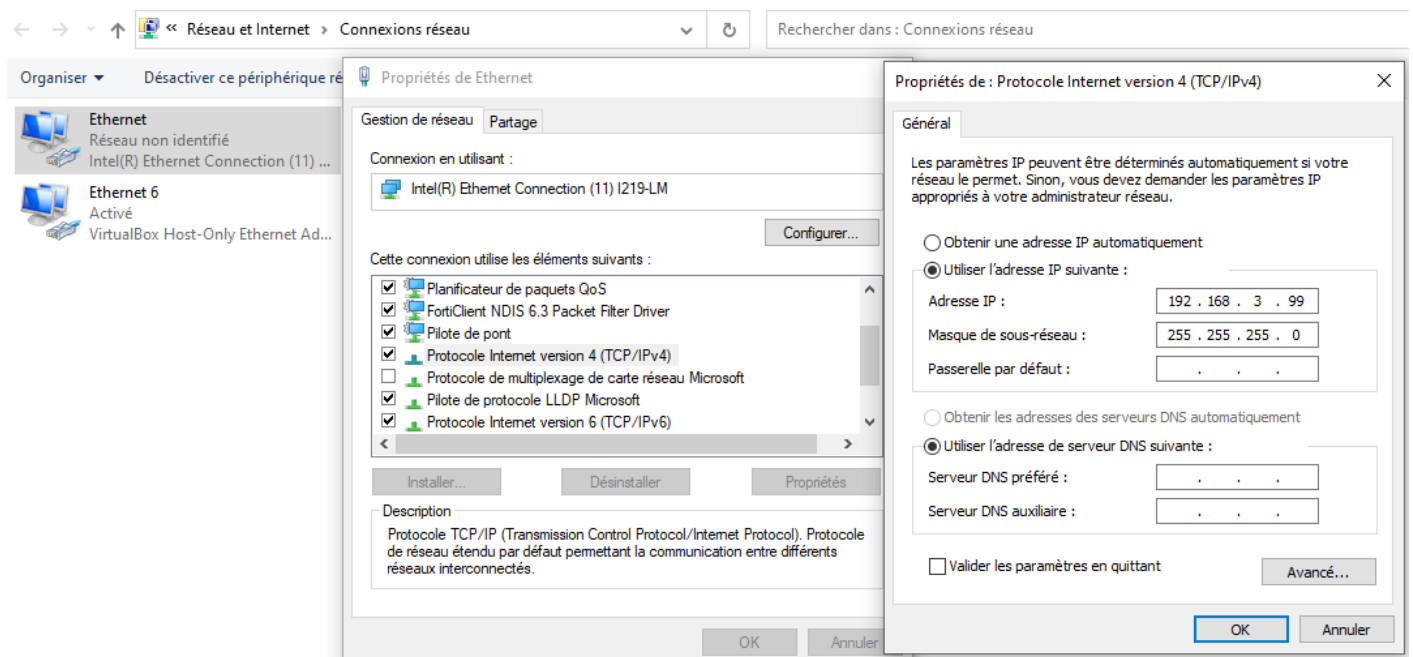 « Réseau et Internet › Connexions réseau
Rechercher dans : Connexions réseau
Organiser
Désactiver ce périphérique ré
Ethernet
Réseau non identifié
Intel(R) Ethernet Connection (11) ...
Ethernet 6
Activé
VirtualBox Host-Only Ethernet Ad...
Propriétés de Ethernet
Gestion de réseau
Partage
Connexion en utilisant :
Intel(R) Ethernet Connection (11) I219-LM
Configurer...
Cette connexion utilise les éléments suivants :
Planificateur de paquets QoS
FortiClient NDIS 6.3 Packet Filter Driver
Pilote de pont
Protocole Internet version 4 (TCP/IPv4)
Protocole de multiplexage de carte réseau Microsoft
Pilote de protocole LLDP Microsoft
Protocole Internet version 6 (TCP/IPv6)
Installer...
Désinstaller
Propriétés
Description
Protocole TCP/IP (Transmission Control Protocol/Internet Protocol). Protocole
de réseau étendu par défaut permettant la communication entre différents
réseaux interconnectés.
OK
Annuler
Propriétés de : Protocole Internet version 4 (TCP/IPv4)
Général
Les paramètres IP peuvent être déterminés automatiquement si votre
réseau le permet. Sinon, vous devez demander les paramètres IP
appropriés à votre administrateur réseau.
Obtenir une adresse IP automatiquement
Utiliser l'adresse IP suivante :
Adresse IP :
192 . 168 . 3 . 99
Masque de sous-réseau :
255 . 255 . 255 . 0
Passerelle par défaut :
. . .
Obtenir les adresses des serveurs DNS automatiquement
Utiliser l'adresse de serveur DNS suivante :
Serveur DNS préféré :
. . .
Serveur DNS auxiliaire :
. . .
Valider les paramètres en quittant
Avancé...
OK
Annuler